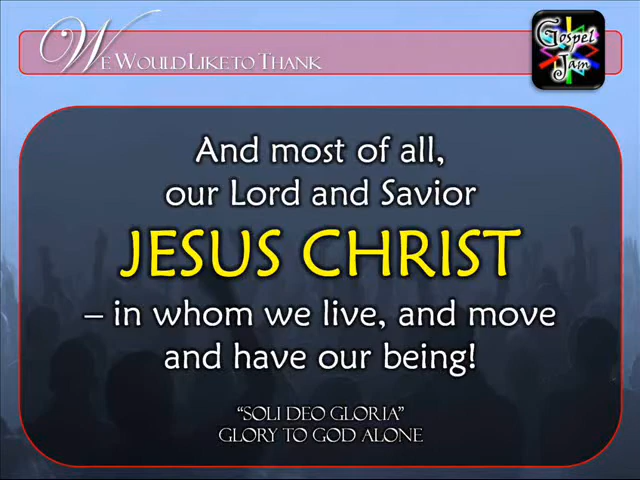 We Would Like to Thank
Gospel
Jam
And most of all,
our Lord and Savior
JESUS CHRIST
– in whom we live, and move
and have our being!
“SOLI DEO GLORIA”
GLORY TO GOD ALONE